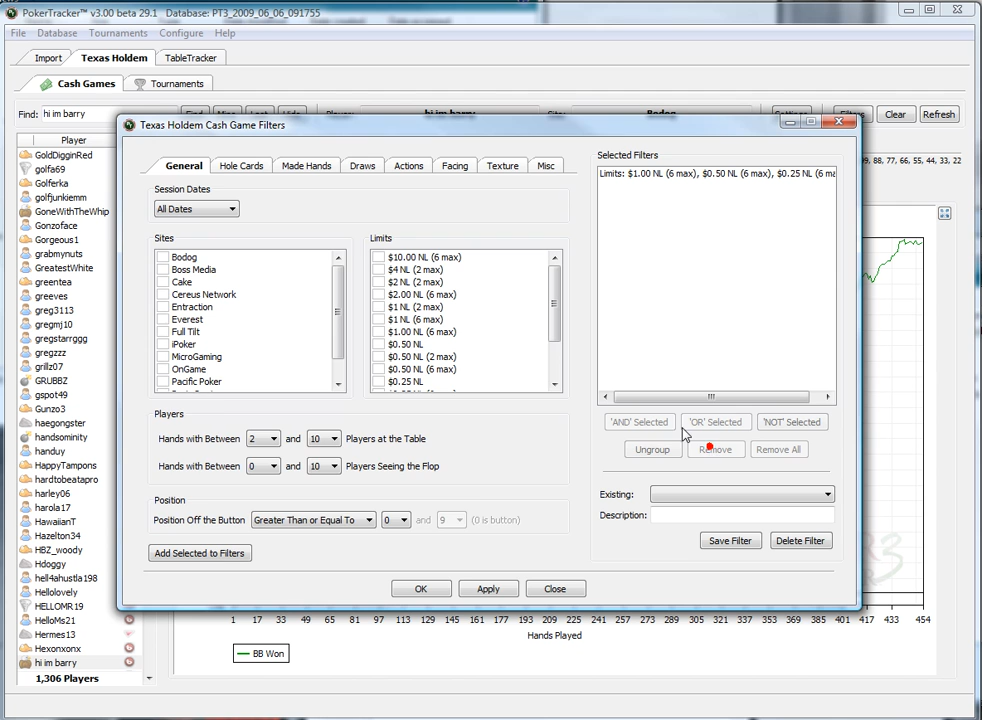 PokerTracker™ v3.00 beta 29.1   Database: PT3_2009_06_06_091755
File   Database   Tournaments   Configure   Help
Import   Texas Holdem   TableTracker
Cash Games   Tournaments
Find: hi im barry   hi im barry   Bodog   Clear   Refresh
Player
GoldDigginRed
golfa69
Golferka
golfjunkiemm
GoneWithTheWhip
Gonzoface
Gorgeous1
grabmynuts
GreatestWhite
greentea
greeves
greg3113
gregmj10
gregstarrggg
gregzzz
grillz07
GRUBBZ
gspot49
Gunzo3
haegongster
handsominity
handuy
HappyTampons
hardtobeatapro
harley06
harola17
HawaiianT
Hazelton34
HBZ_woody
Hdoggy
hell4ahustla198
Hellolovely
HELLOMR19
HelloMs21
Hermes13
Hexonxonx
hi im barry
1,306 Players
99, 88, 77, 66, 55, 44, 33, 22
Texas Holdem Cash Game Filters
General   Hole Cards   Made Hands   Draws   Actions   Facing   Texture   Misc
Session Dates
All Dates
Sites
Bodog
Boss Media
Cake
Cereus Network
Entraction
Everest
Full Tilt
iPoker
MicroGaming
OnGame
Pacific Poker
Limits
$10.00 NL (6 max)
$4 NL (2 max)
$2 NL (2 max)
$2.00 NL (6 max)
$1 NL (2 max)
$1 NL (6 max)
$1.00 NL (6 max)
$0.50 NL
$0.50 NL (2 max)
$0.50 NL (6 max)
$0.25 NL
Players
Hands with Between 2 and 10 Players at the Table
Hands with Between 0 and 10 Players Seeing the Flop
Position
Position Off the Button Greater Than or Equal To 0 and 9 (0 is button)
Add Selected to Filters
Selected Filters
Limits: $1.00 NL (6 max), $0.50 NL (6 max), $0.25 NL (6 ma
'AND' Selected   'OR' Selected   'NOT' Selected
Ungroup   Remove   Remove All
Existing:
Description:
Save Filter   Delete Filter
OK   Apply   Close
1 17 33 49 65 81 97 113 129 145 161 177 193 209 225 241 257 273 289 305 321 337 353 369 385 401 417 433 454
Hands Played
BB Won